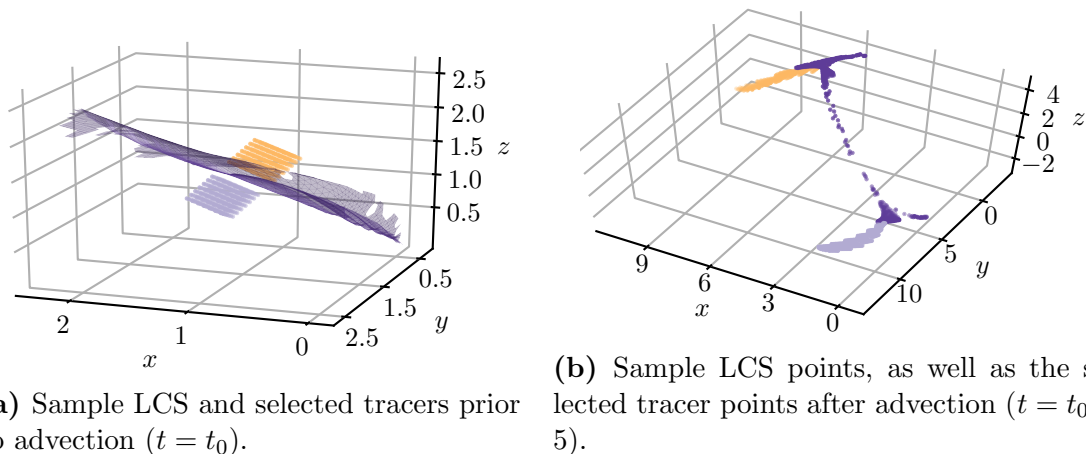 2.5
2.0
1.5
1.0
0.5
z
0.5
1.5
2.5
y
2
1
0
x
4
2
0
−2
z
0
5
10
y
9
6
3
0
x
a) Sample LCS and selected tracers prior
advection (t = t₀).
(b) Sample LCS points, as well as the s
lected tracer points after advection (t = t₀
5).